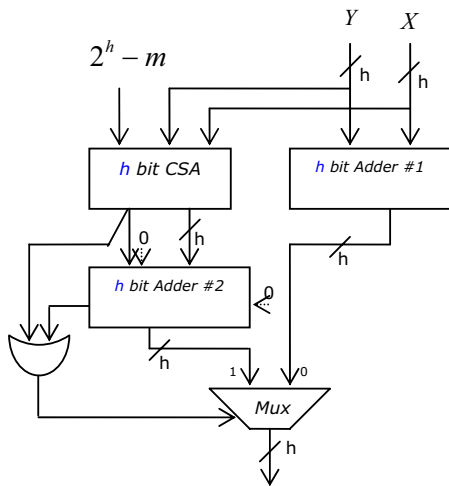 Y X
2^h – m
h h
h bit CSA h bit Adder #1
0 h h
h bit Adder #2 0
h
1 0
Mux
h